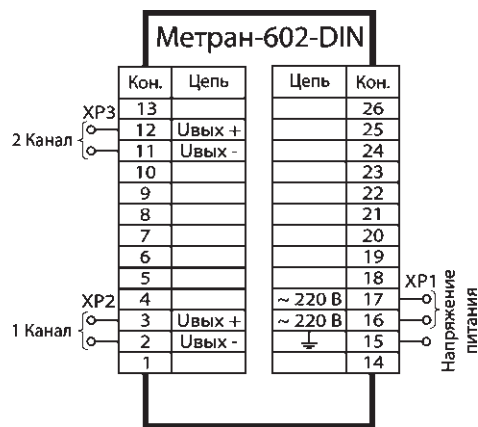 Метран-602-DIN
Кон. Цепь Цепь Кон.
XP3 13 26
2 Канал 12 Uвых + 25
11 Uвых - 24
10 23
9 22
8 21
7 20
6 19
5 18 XP1
XP2 4 ~ 220 В 17
1 Канал 3 Uвых + ~ 220 В 16
2 Uвых - 15
1 14
Напряжение
питания